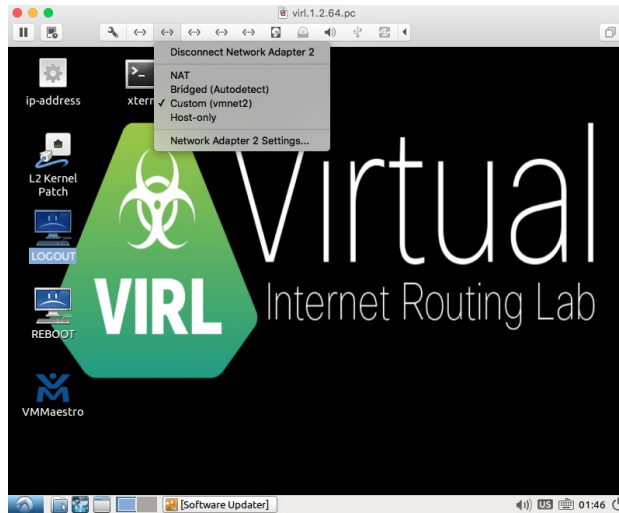 virl.1.2.64.pc
Disconnect Network Adapter 2
NAT
Bridged (Autodetect)
✓ Custom (vmnet2)
Host-only
Network Adapter 2 Settings...
ip-address
xterm
L2 Kernel
Patch
LOGOUT
REBOOT
VMMaestro
VIRL
Virtual
Internet Routing Lab
[Software Updater]
US
01:46